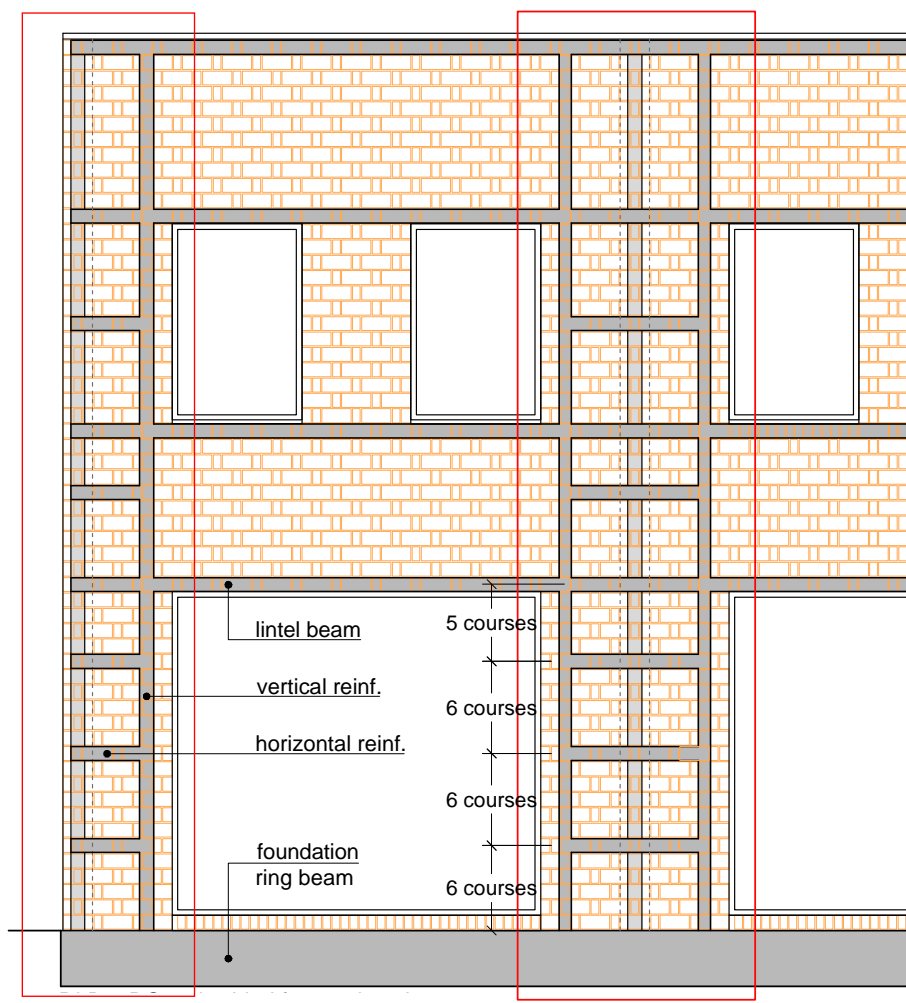 5 courses
lintel beam
vertical reinf.
6 courses
horizontal reinf.
6 courses
foundation
ring beam
6 courses